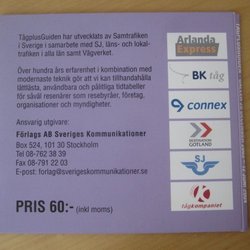 TågplusGuiden har utvecklats av Samtrafiken
i Sverige i samarbete med SJ, läns- och lokal-
trafiken i alla län samt Vägverket.
Över hundra års erfarenhet i kombination med
modernaste teknik gör att vi kan tillhandahålla
lättlästa, användbara och pålitliga tidtabeller
för såväl resenärer som resebyråer, företag,
organisationer och myndigheter.
Ansvarig utgivare:
Förlags AB Sveriges Kommunikationer
Box 524, 101 30 Stockholm
Tel 08-762 38 39
Fax 08-791 22 03
E-post: forlag@sverigeskommunikationer.se
PRIS 60:- (inkl moms)
Arlanda
Express
BK tåg
connex
DESTINATION
GOTLAND
SJ
tågkompaniet